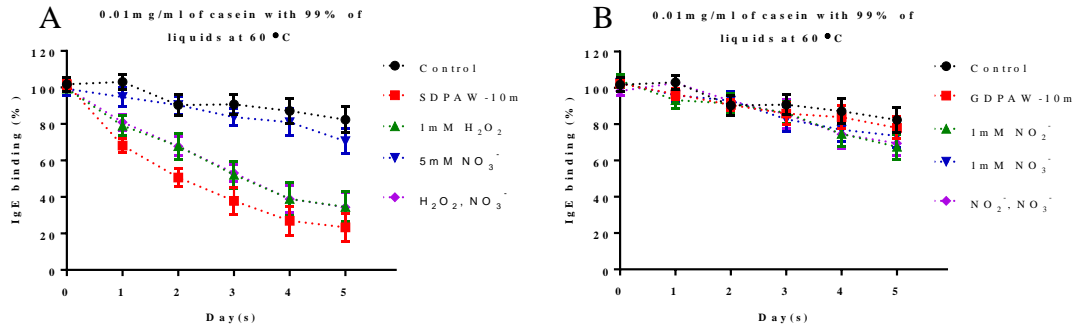 A
0.01mg/ml of casein with 99% of
liquids at 60 °C
IgE binding (%)
120
100
80
60
40
20
0
0 1 2 3 4 5
Day(s)
Control
SDPAW-10m
1mM H₂O₂
5mM NO₃⁻
H₂O₂, NO₃⁻
B
0.01mg/ml of casein with 99% of
liquids at 60 °C
IgE binding (%)
120
100
80
60
40
20
0
0 1 2 3 4 5
Day(s)
Control
GDPAW-10m
1mM NO₂⁻
1mM NO₃⁻
NO₂⁻, NO₃⁻